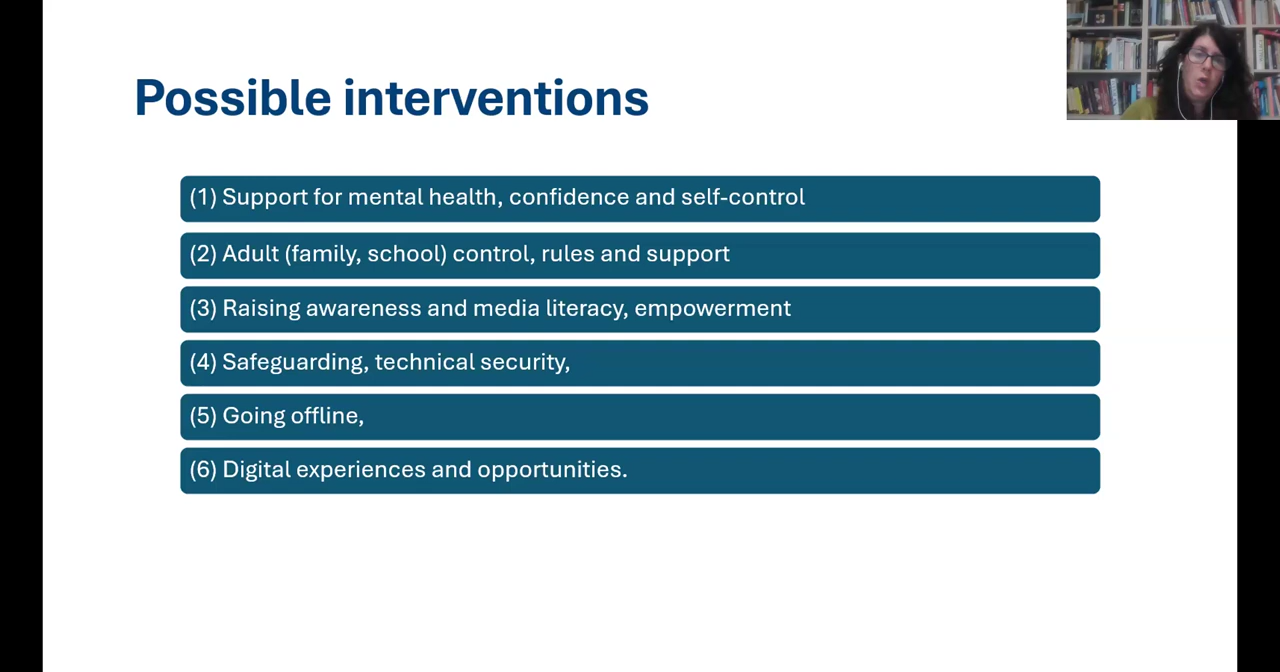 Possible interventions
(1) Support for mental health, confidence and self-control
(2) Adult (family, school) control, rules and support
(3) Raising awareness and media literacy, empowerment
(4) Safeguarding, technical security,
(5) Going offline,
(6) Digital experiences and opportunities.